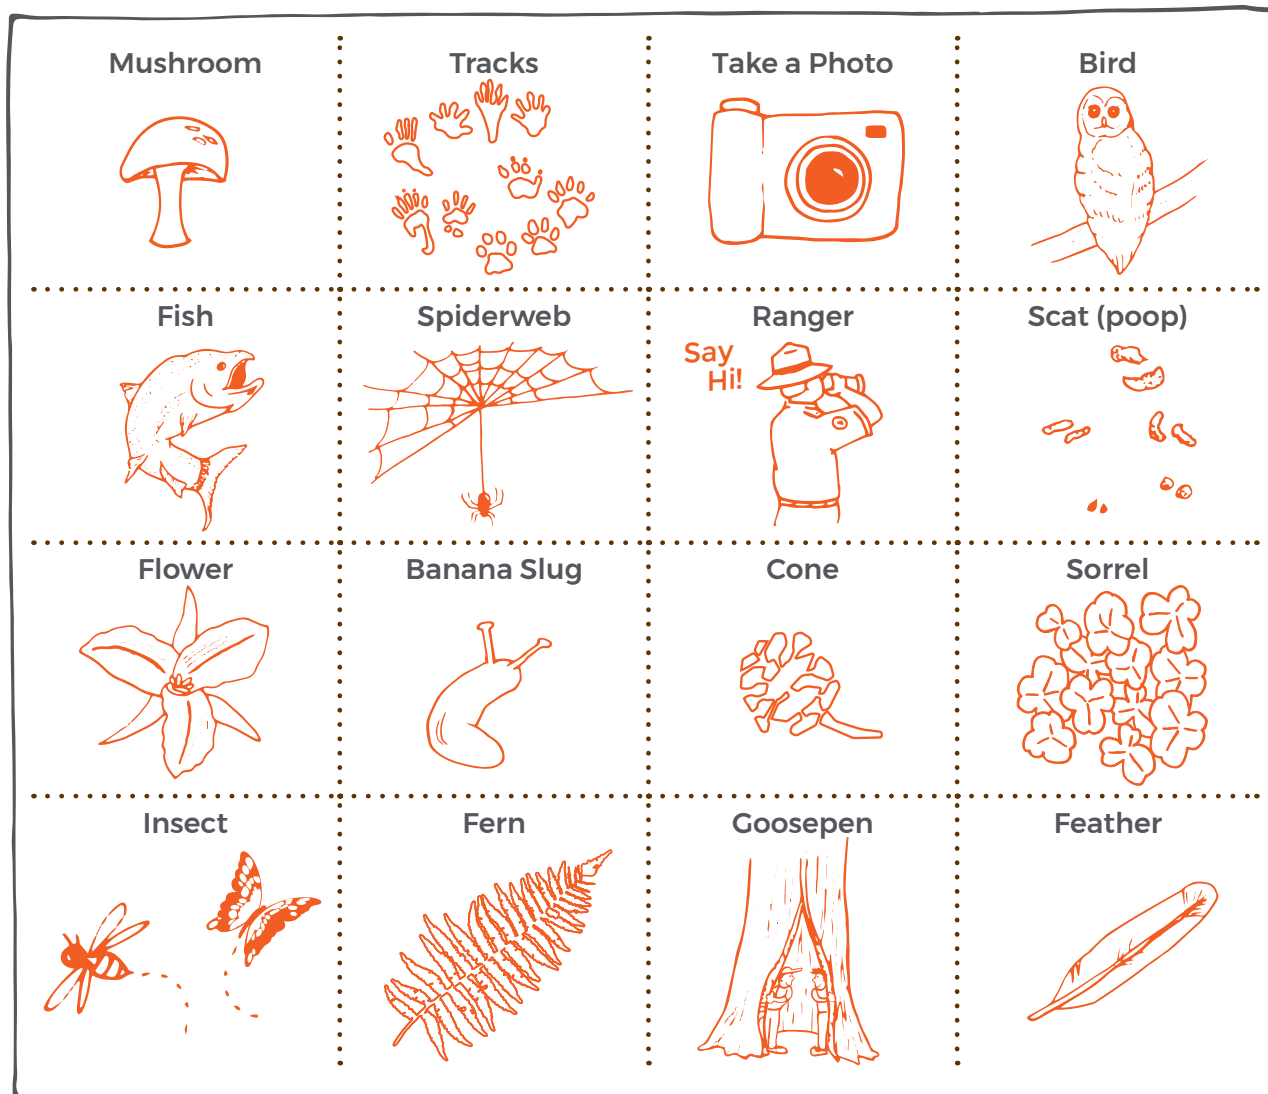 Mushroom
Tracks
Take a Photo
Bird
Fish
Spiderweb
Ranger
Say
Hi!
Scat (poop)
Flower
Banana Slug
Cone
Sorrel
Insect
Fern
Goosepen
Feather